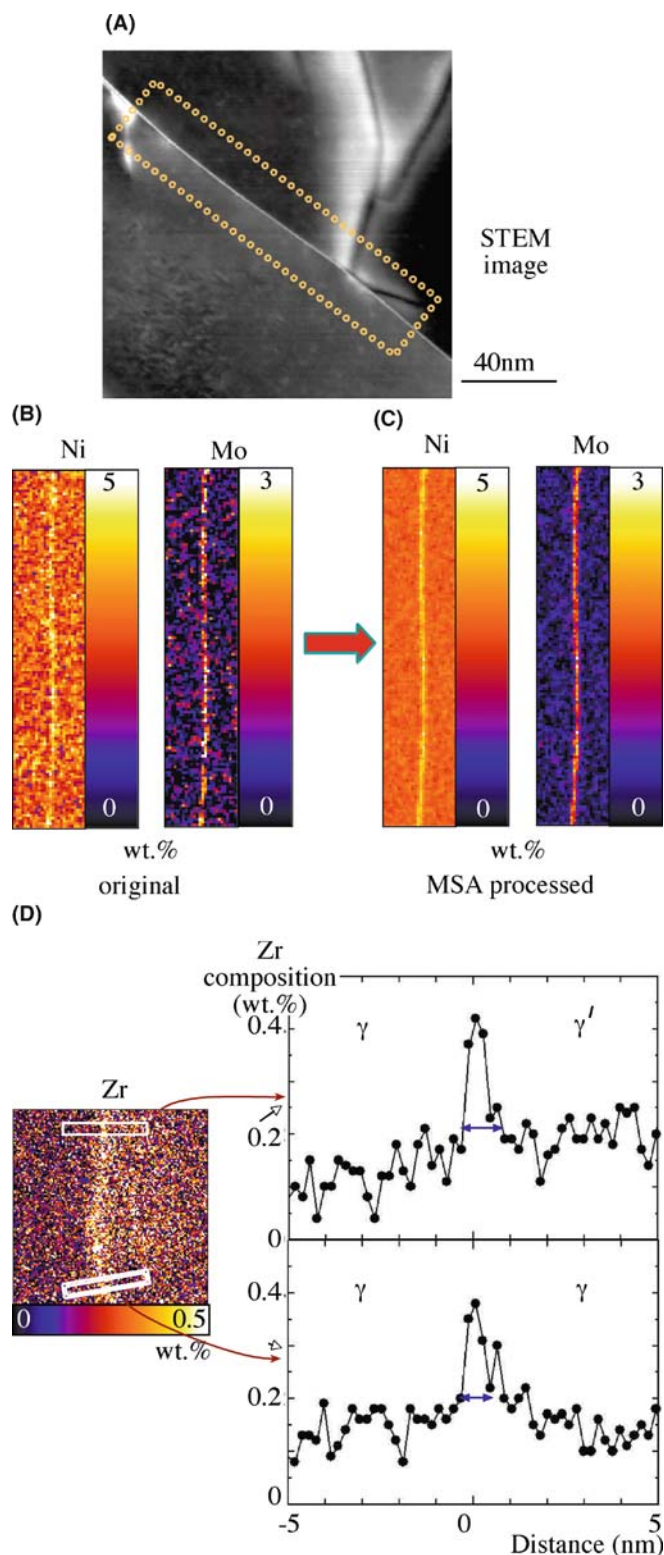 (A)
STEM
image
40nm
(B)
(C)
Ni
Mo
Ni
Mo
5
3
5
3
0
0
0
0
wt.%
wt.%
original
MSA processed
(D)
Zr
composition
(wt.%)
0.4
γ
γ′
Zr
0.2
0
γ
γ
0.4
0
0.5
wt.%
0.2
0
-5
0
5
Distance (nm)